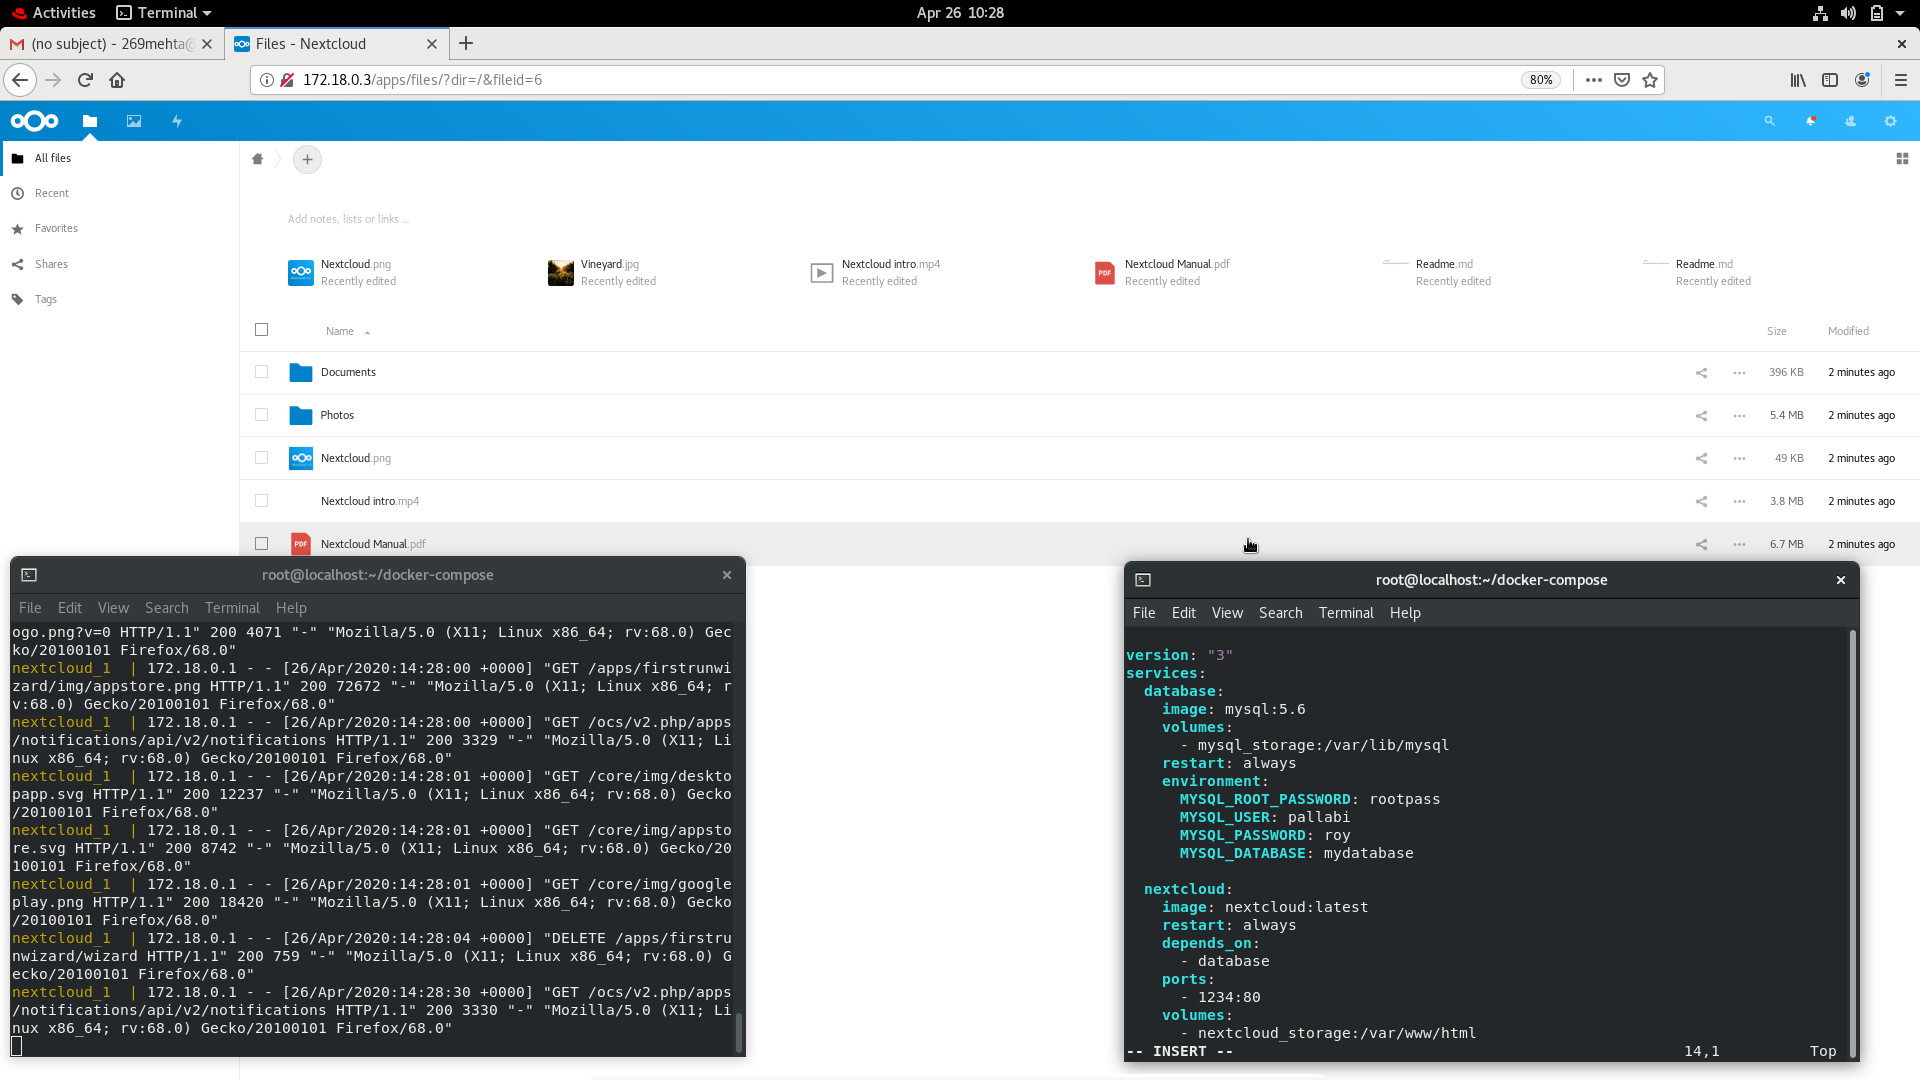 Activities Terminal Apr 26 10:28
(no subject) - 269mehta@ Files - Nextcloud
172.18.0.3/apps/files/?dir=/&fileid=6 80%
All files
Recent
Favorites
Shares
Tags
Add notes, lists or links ...
Nextcloud.png Vineyard.jpg Nextcloud intro.mp4 Nextcloud Manual.pdf Readme.md Readme.md
Recently edited Recently edited Recently edited Recently edited Recently edited Recently edited
Name Size Modified
Documents 396 KB 2 minutes ago
Photos 5.4 MB 2 minutes ago
Nextcloud.png 49 KB 2 minutes ago
Nextcloud intro.mp4 3.8 MB 2 minutes ago
PDF Nextcloud Manual.pdf 6.7 MB 2 minutes ago
root@localhost:~/docker-compose
File Edit View Search Terminal Help
ogo.png?v=0 HTTP/1.1" 200 4071 "-" "Mozilla/5.0 (X11; Linux x86_64; rv:68.0) Gec
ko/20100101 Firefox/68.0"
nextcloud_1 | 172.18.0.1 - - [26/Apr/2020:14:28:00 +0000] "GET /apps/firstrunwi
zard/img/appstore.png HTTP/1.1" 200 72672 "-" "Mozilla/5.0 (X11; Linux x86_64; r
v:68.0) Gecko/20100101 Firefox/68.0"
nextcloud_1 | 172.18.0.1 - - [26/Apr/2020:14:28:00 +0000] "GET /ocs/v2.php/apps
/notifications/api/v2/notifications HTTP/1.1" 200 3329 "-" "Mozilla/5.0 (X11; Li
nux x86_64; rv:68.0) Gecko/20100101 Firefox/68.0"
nextcloud_1 | 172.18.0.1 - - [26/Apr/2020:14:28:01 +0000] "GET /core/img/deskto
papp.svg HTTP/1.1" 200 12237 "-" "Mozilla/5.0 (X11; Linux x86_64; rv:68.0) Gecko
/20100101 Firefox/68.0"
nextcloud_1 | 172.18.0.1 - - [26/Apr/2020:14:28:01 +0000] "GET /core/img/appsto
re.svg HTTP/1.1" 200 8742 "-" "Mozilla/5.0 (X11; Linux x86_64; rv:68.0) Gecko/20
100101 Firefox/68.0"
nextcloud_1 | 172.18.0.1 - - [26/Apr/2020:14:28:01 +0000] "GET /core/img/google
play.png HTTP/1.1" 200 18420 "-" "Mozilla/5.0 (X11; Linux x86_64; rv:68.0) Gecko
/20100101 Firefox/68.0"
nextcloud_1 | 172.18.0.1 - - [26/Apr/2020:14:28:04 +0000] "DELETE /apps/firstru
nwizard/wizard HTTP/1.1" 200 759 "-" "Mozilla/5.0 (X11; Linux x86_64; rv:68.0) G
ecko/20100101 Firefox/68.0"
nextcloud_1 | 172.18.0.1 - - [26/Apr/2020:14:28:30 +0000] "GET /ocs/v2.php/apps
/notifications/api/v2/notifications HTTP/1.1" 200 3330 "-" "Mozilla/5.0 (X11; Li
nux x86_64; rv:68.0) Gecko/20100101 Firefox/68.0"
root@localhost:~/docker-compose
File Edit View Search Terminal Help
version: "3"
services:
  database:
    image: mysql:5.6
    volumes:
      - mysql_storage:/var/lib/mysql
    restart: always
    environment:
      MYSQL_ROOT_PASSWORD: rootpass
      MYSQL_USER: pallabi
      MYSQL_PASSWORD: roy
      MYSQL_DATABASE: mydatabase
  nextcloud:
    image: nextcloud:latest
    restart: always
    depends_on:
      - database
    ports:
      - 1234:80
    volumes:
      - nextcloud_storage:/var/www/html
-- INSERT -- 14,1 Top